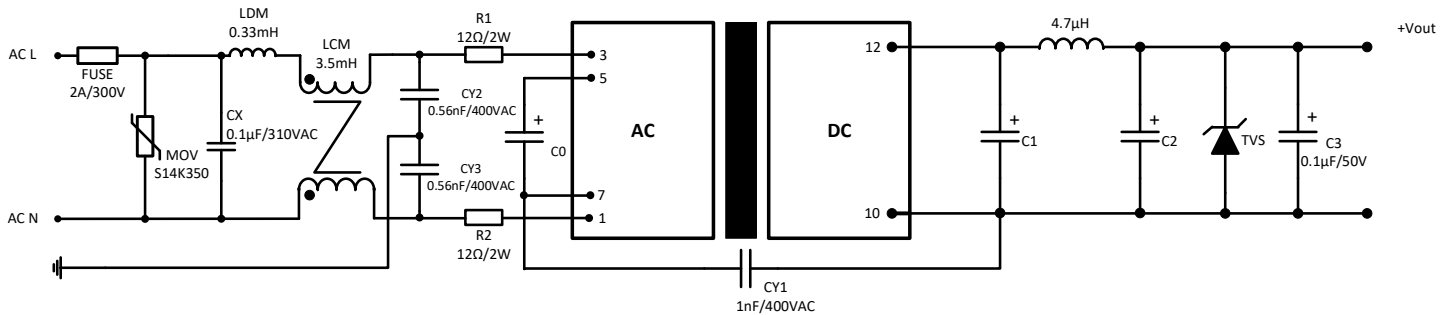 LDM
0.33mH
LCM
3.5mH
R1
12Ω/2W
4.7μH
+Vout
AC L
FUSE
2A/300V
3
5
12
CX
0.1μF/310VAC
CY2
0.56nF/400VAC
MOV
S14K350
CY3
0.56nF/400VAC
+
C0
AC
DC
+
C1
+
C2
TVS
+
C3
0.1μF/50V
7
1
10
AC N
R2
12Ω/2W
CY1
1nF/400VAC